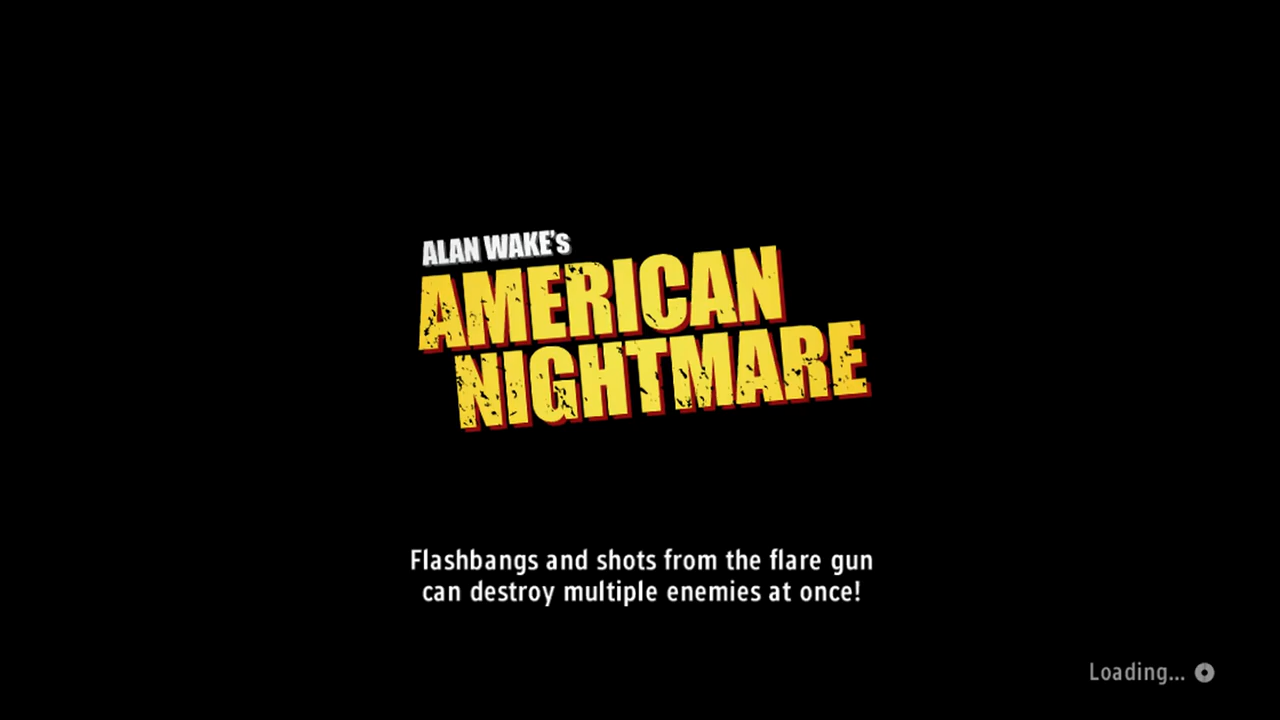 ALAN WAKE's
AMERICAN
NIGHTMARE
Flashbangs and shots from the flare gun
can destroy multiple enemies at once!
Loading...